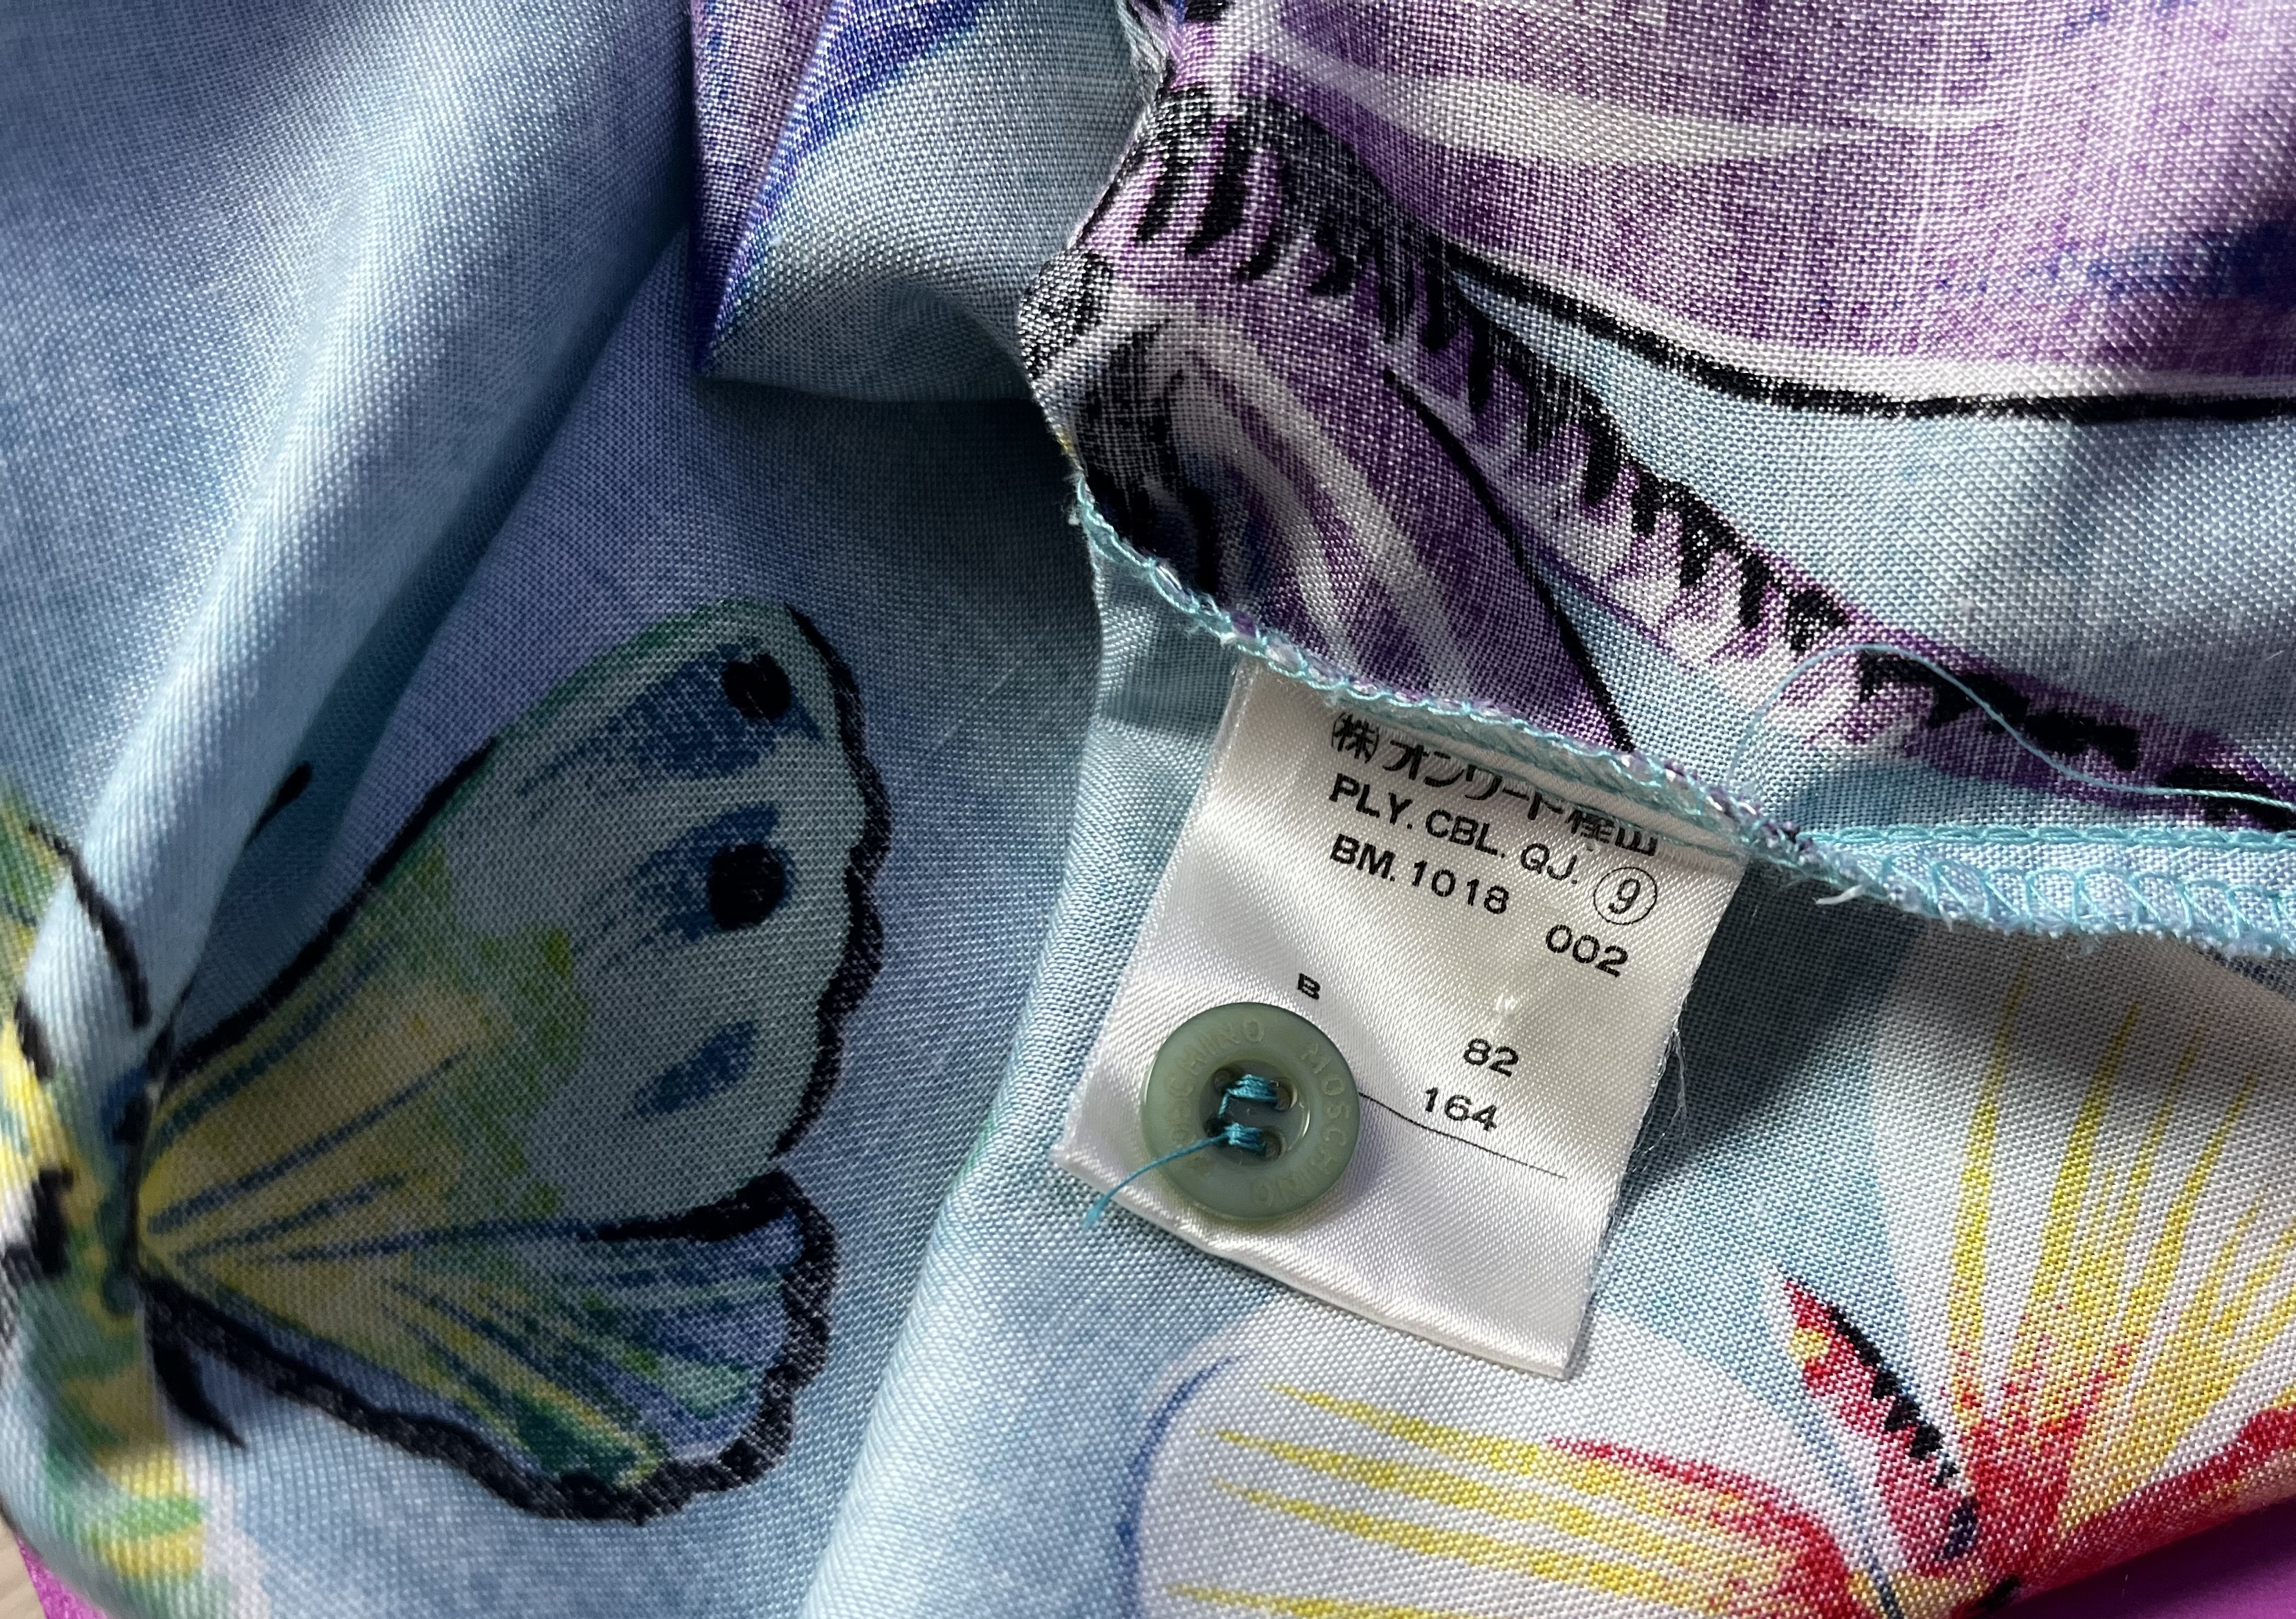 ㈱オンワード樫山
PLY. CBL. QJ. ⑨
BM. 1018 002
B
82
164
MOSCHINO MOSCHINO